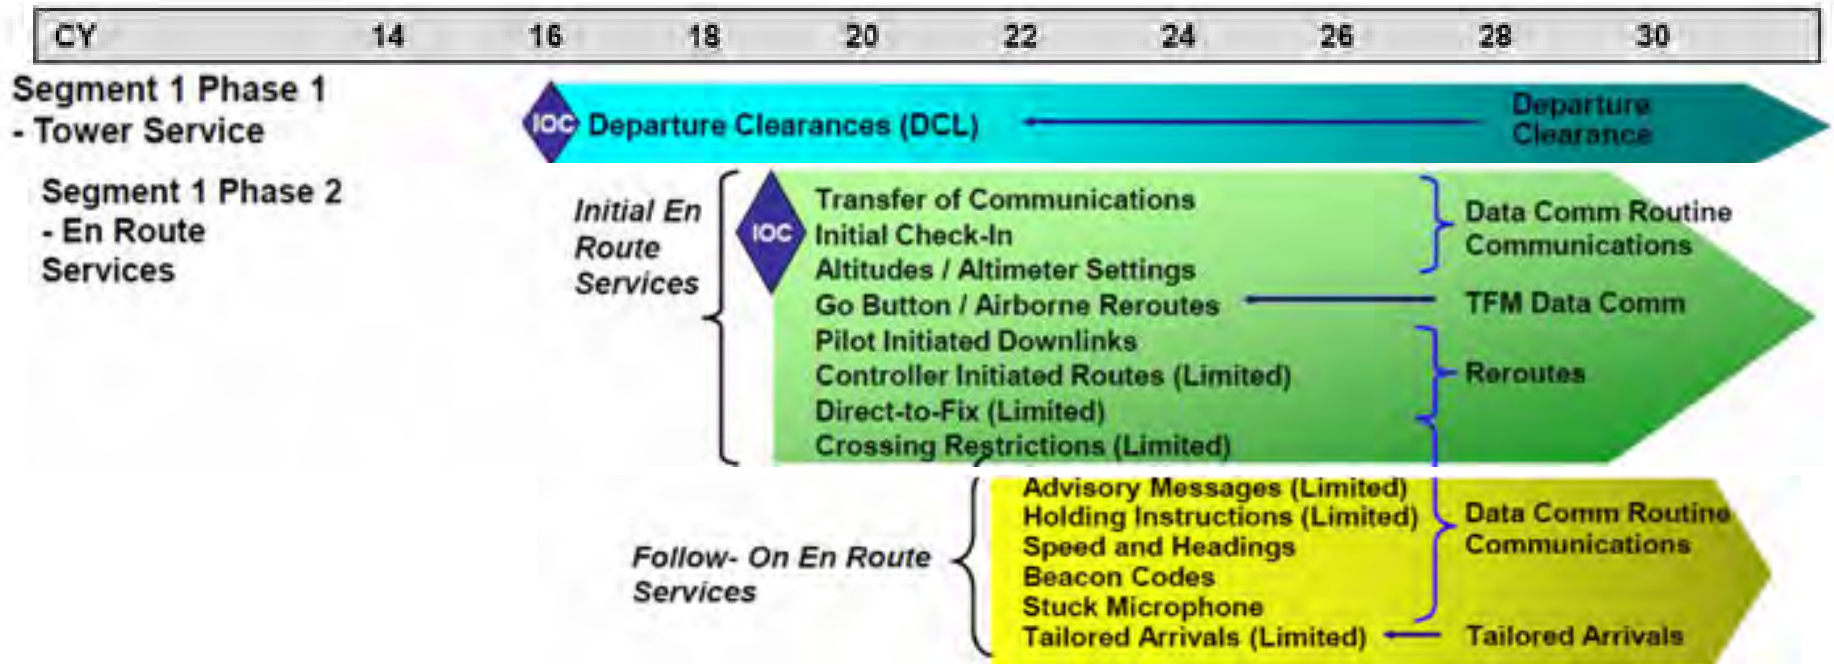 CY 14 16 18 20 22 24 26 28 30
Segment 1 Phase 1
- Tower Service
IOC
Departure Clearances (DCL)
Departure
Clearance
Segment 1 Phase 2
- En Route
Services
Initial En
Route
Services
IOC
Transfer of Communications
Initial Check-In
Altitudes / Altimeter Settings
Go Button / Airborne Reroutes
Pilot Initiated Downlinks
Controller Initiated Routes (Limited)
Direct-to-Fix (Limited)
Crossing Restrictions (Limited)
Data Comm Routine
Communications
TFM Data Comm
Reroutes
Follow- On En Route
Services
Advisory Messages (Limited)
Holding Instructions (Limited)
Speed and Headings
Beacon Codes
Stuck Microphone
Tailored Arrivals (Limited)
Data Comm Routine
Communications
Tailored Arrivals